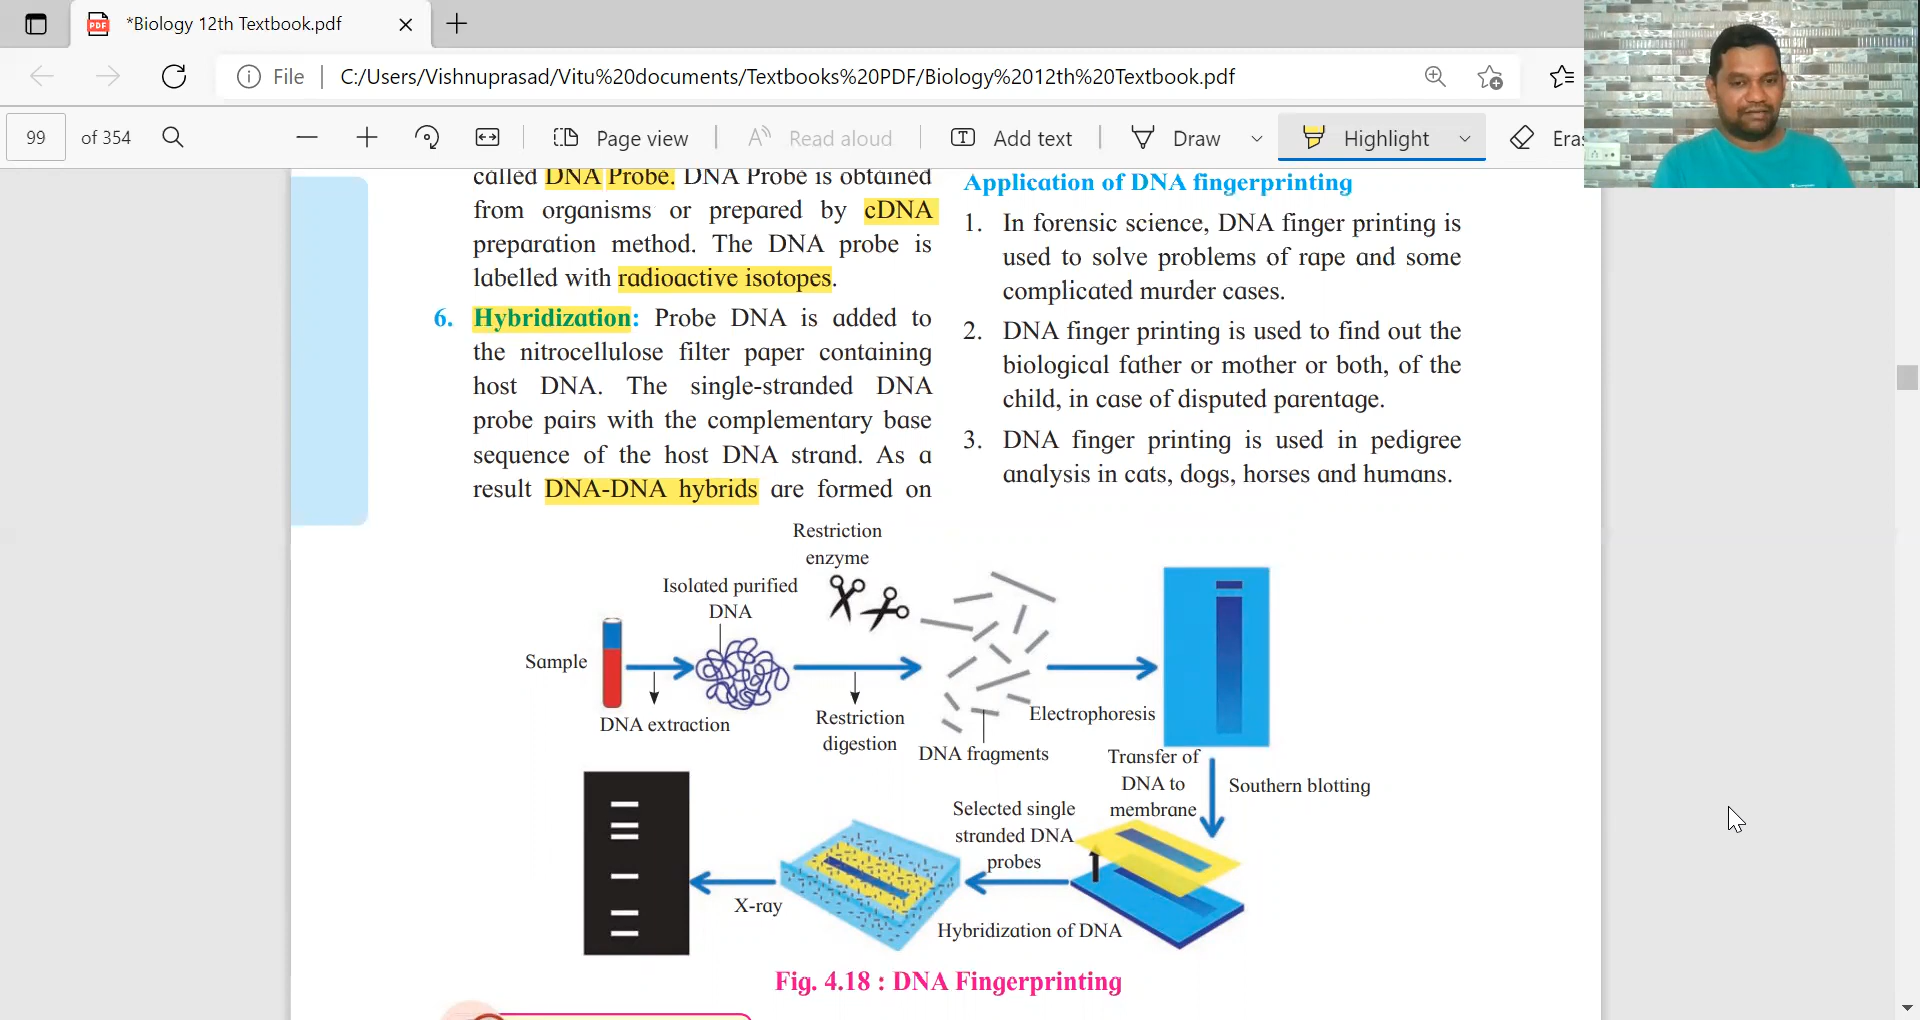 *Biology 12th Textbook.pdf
File
C:/Users/Vishnuprasad/Vitu%20documents/Textbooks%20PDF/Biology%2012th%20Textbook.pdf
99 of 354
Page view
Read aloud
Add text
Draw
Highlight
Eras
called DNA Probe. DNA Probe is obtained
from organisms or prepared by cDNA
preparation method. The DNA probe is
labelled with radioactive isotopes.
6. Hybridization: Probe DNA is added to
the nitrocellulose filter paper containing
host DNA. The single-stranded DNA
probe pairs with the complementary base
sequence of the host DNA strand. As a
result DNA-DNA hybrids are formed on
Application of DNA fingerprinting
1. In forensic science, DNA finger printing is
used to solve problems of rape and some
complicated murder cases.
2. DNA finger printing is used to find out the
biological father or mother or both, of the
child, in case of disputed parentage.
3. DNA finger printing is used in pedigree
analysis in cats, dogs, horses and humans.
Restriction
enzyme
Isolated purified
DNA
Sample
DNA extraction
Restriction
digestion
DNA fragments
Electrophoresis
Transfer of
DNA to
membrane
Southern blotting
Selected single
stranded DNA
probes
Hybridization of DNA
X-ray
Fig. 4.18 : DNA Fingerprinting